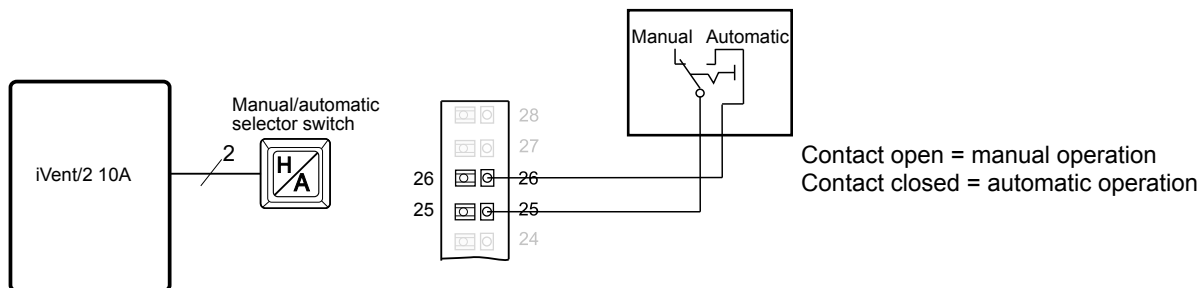 Manual Automatic
Manual/automatic
selector switch
2
iVent/2 10A
H
A
28
27
26
26
25
25
24
Contact open = manual operation
Contact closed = automatic operation